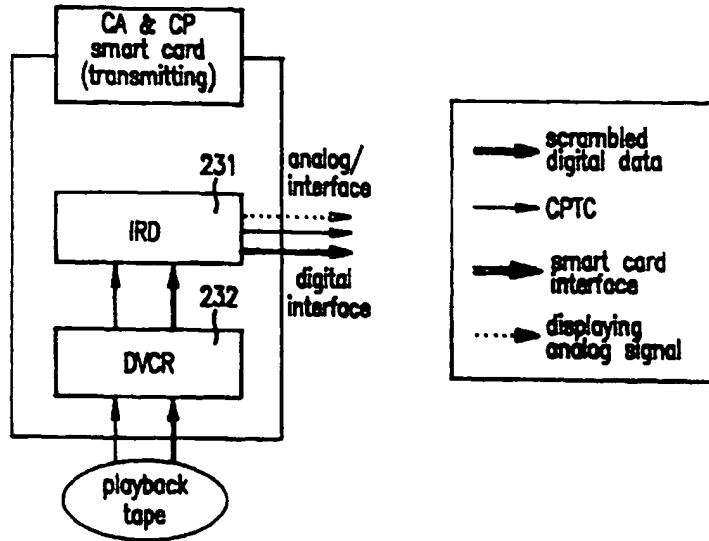 CA & CP
smart card
(transmitting)
231
analog/
interface
IRD
digital
interface
232
DVCR
playback
tape
scrambled
digital data
CPTC
smart card
interface
displaying
analog signal